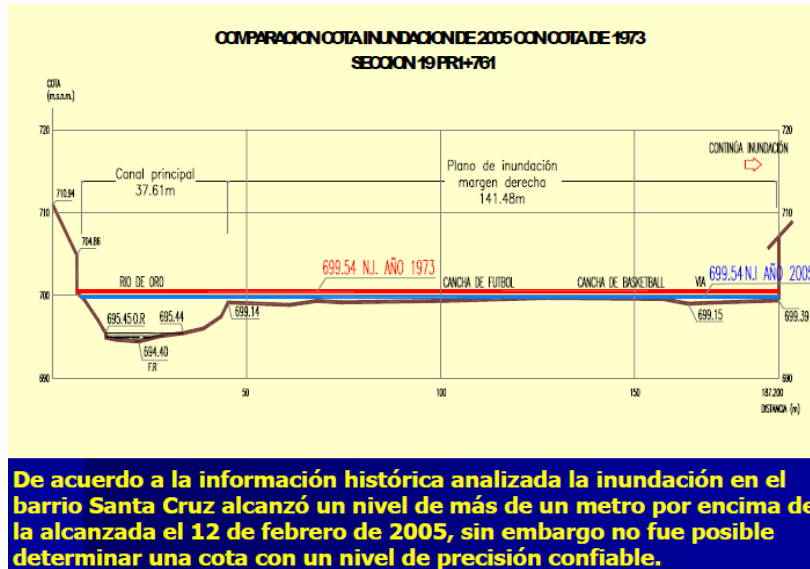 COMPARACION COTA INUNDACION DE 2005 CON COTA DE 1973
SECCION 19 PR1+761
COTA
(m.s.n.m.)
720
720
CONTINÚA INUNDACIÓN
Canal principal
37.61m
Plano de inundación
margen derecha
141.48m
710.94
710
710
704.86
699.54 N.I. AÑO 1973
699.54 N.I AÑO 2005
RIO DE ORO
CANCHA DE FUTBOL
CANCHA DE BASKETBALL
VIA
700
695.45 O.R
695.44
699.14
699.15
699.39
694.40
F.R
690
690
50
100
150
187.200
DISTANCIA (m)
De acuerdo a la información histórica analizada la inundación en el
barrio Santa Cruz alcanzó un nivel de más de un metro por encima de
la alcanzada el 12 de febrero de 2005, sin embargo no fue posible
determinar una cota con un nivel de precisión confiable.